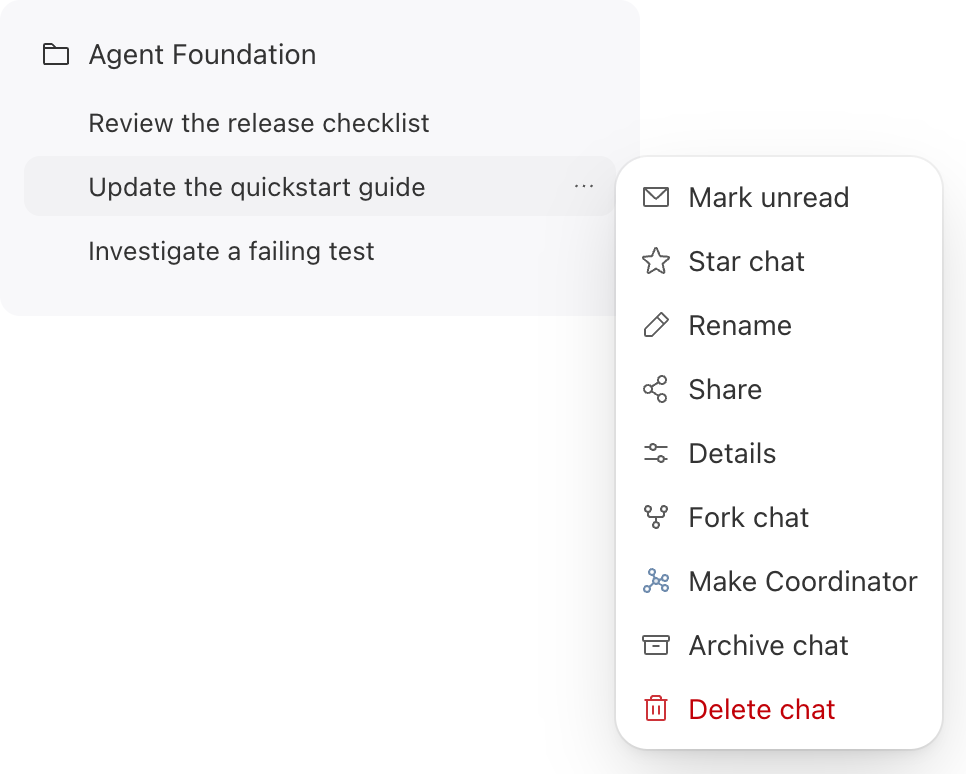 Agent Foundation
Review the release checklist
Update the quickstart guide
Investigate a failing test
Mark unread
Star chat
Rename
Share
Details
Fork chat
Make Coordinator
Archive chat
Delete chat